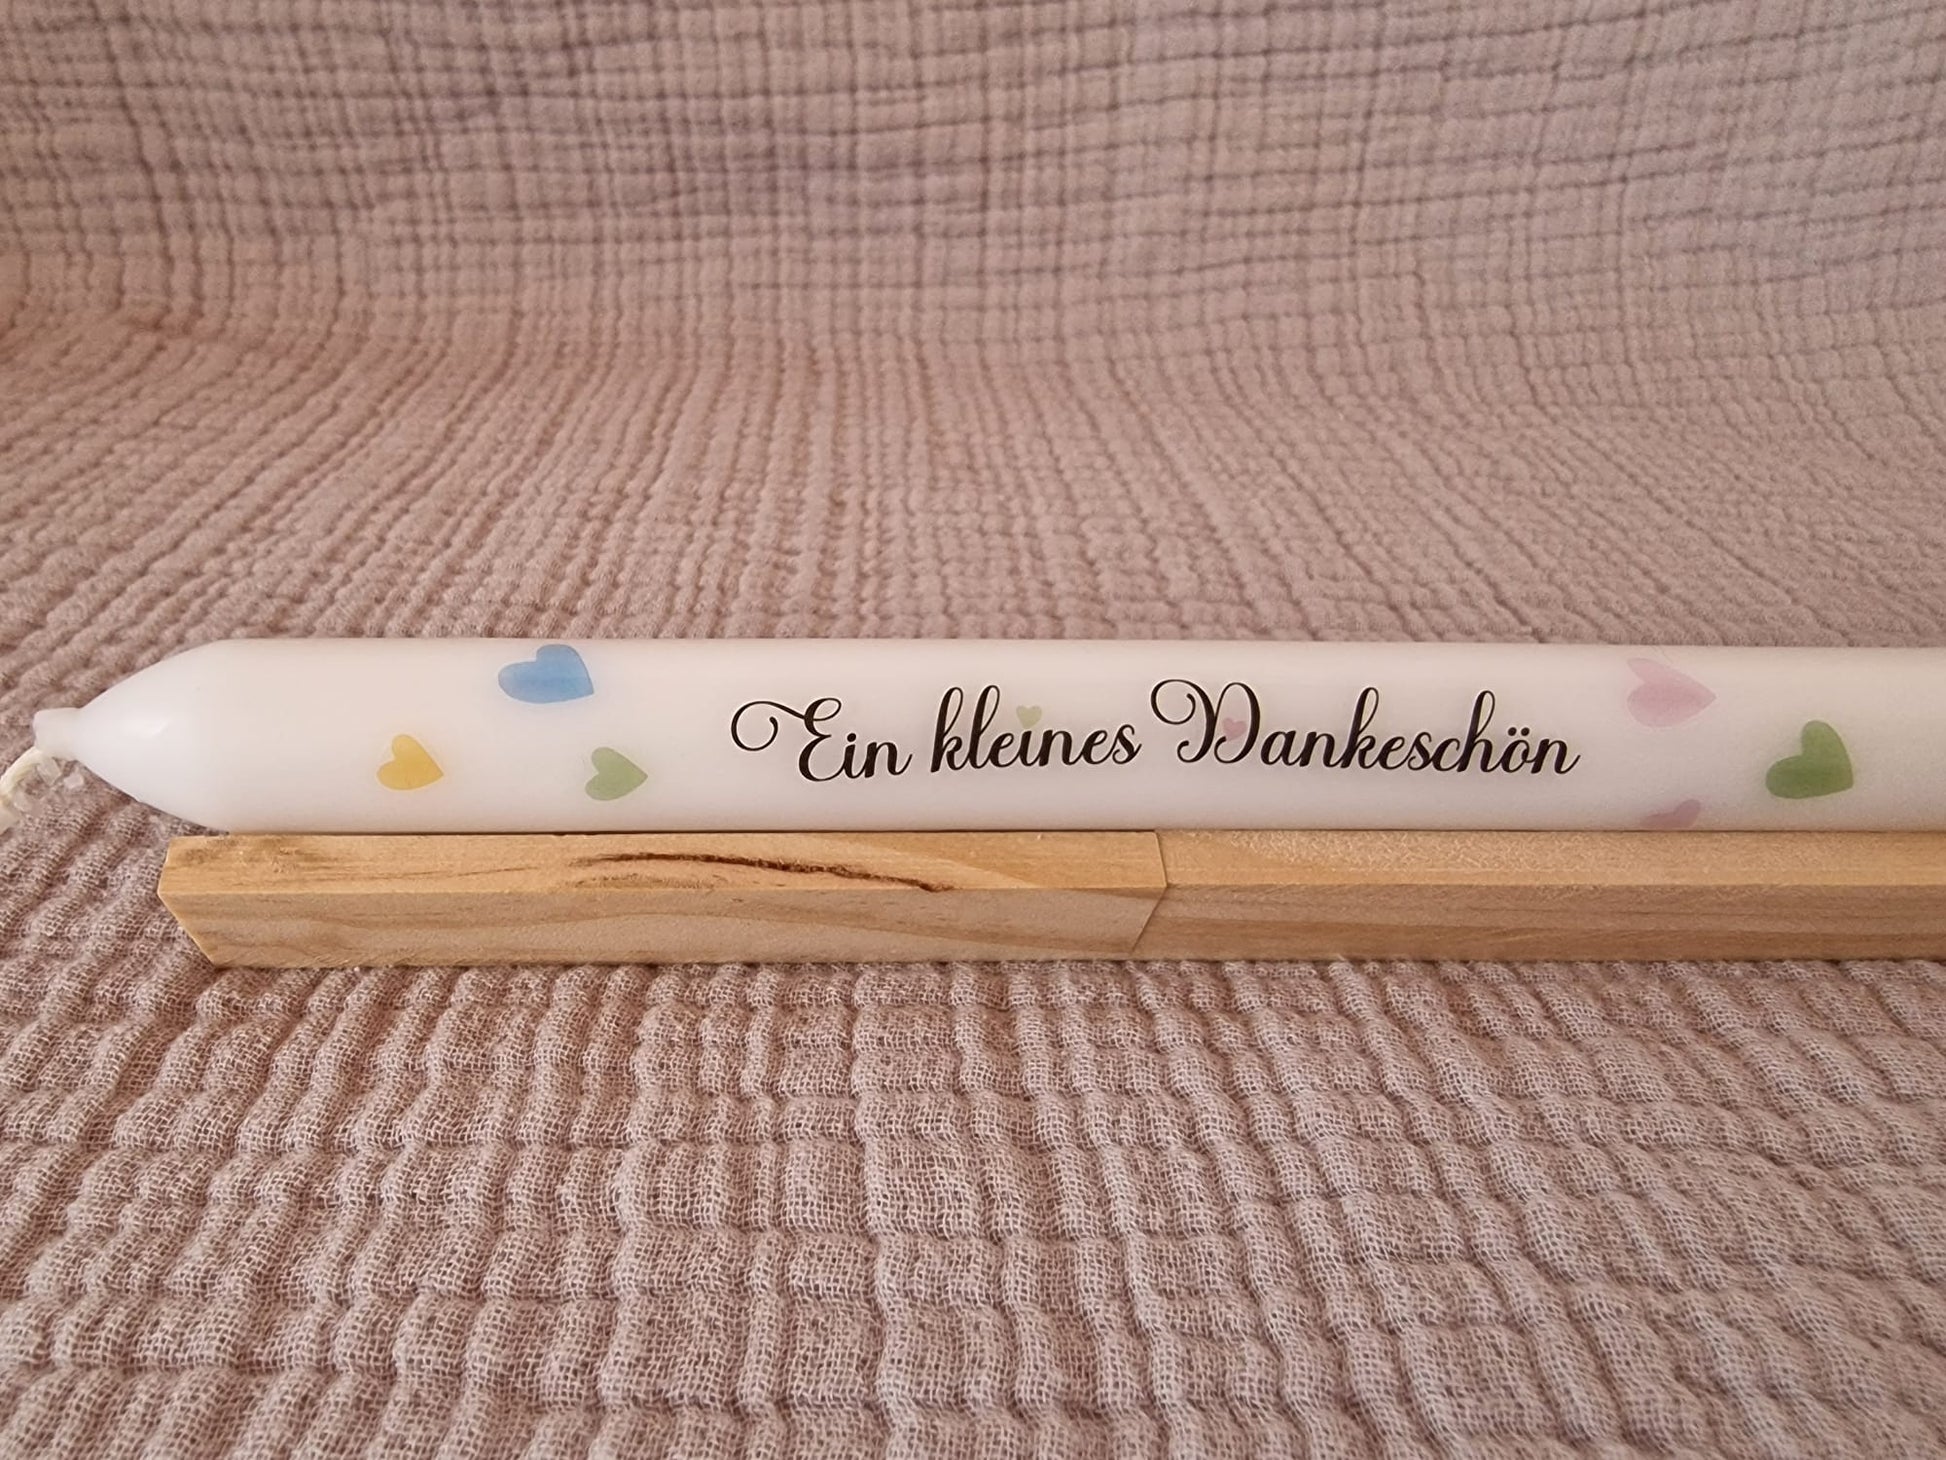 Ein kleines Dankeschön